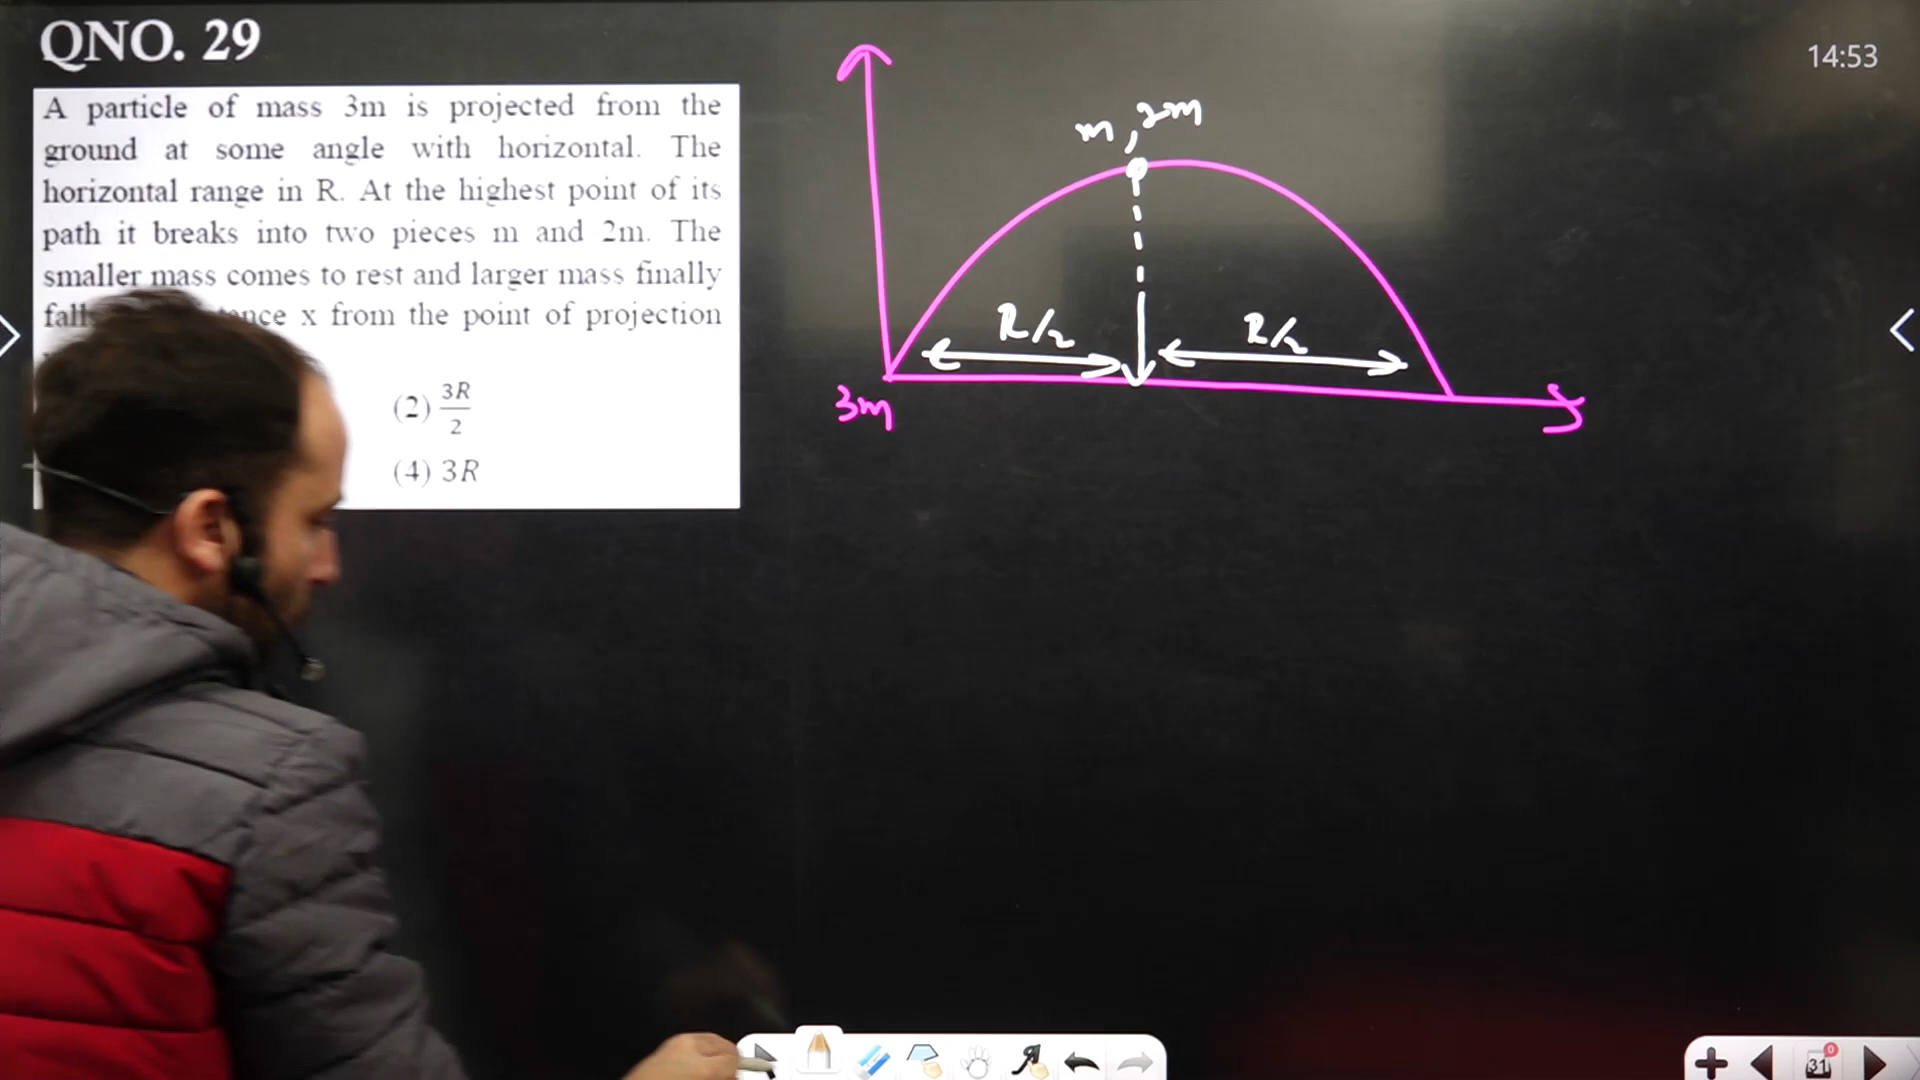 QNO. 29
14:53
A particle of mass 3m is projected from the
ground at some angle with horizontal. The
horizontal range in R. At the highest point of its
path it breaks into two pieces m and 2m. The
smaller mass comes to rest and larger mass finally
x from the point of projection
(2) 3R/2
(4) 3R
m, 2m
R/2
R/2
3m
31
0